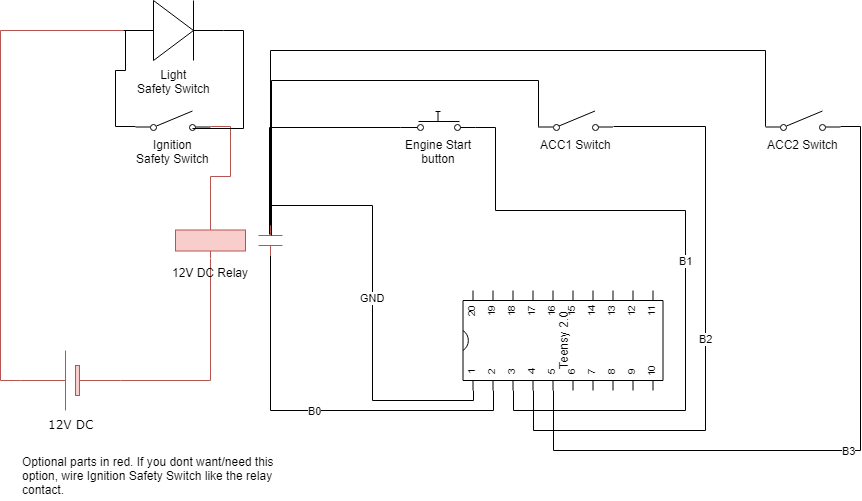 Light
Safety Switch
Ignition
Safety Switch
Engine Start
button
ACC1 Switch
ACC2 Switch
12V DC Relay
B1
GND
20 19 18 17 16 15 14 13 12 11
Teensy 2.0
B2
1 2 3 4 5 6 7 8 9 10
B0
12V DC
B3
Optional parts in red. If you dont want/need this
option, wire Ignition Safety Switch like the relay
contact.